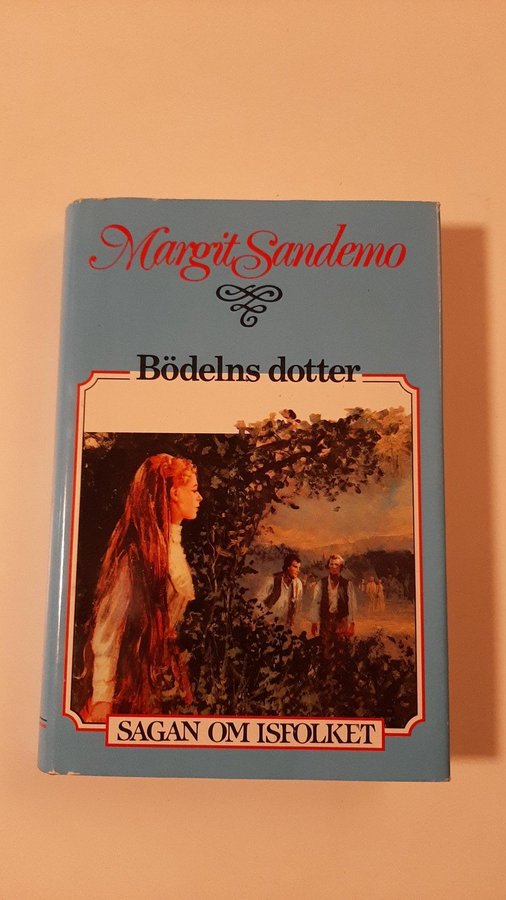 Margit Sandemo
Bödelns dotter
SAGAN OM ISFOLKET